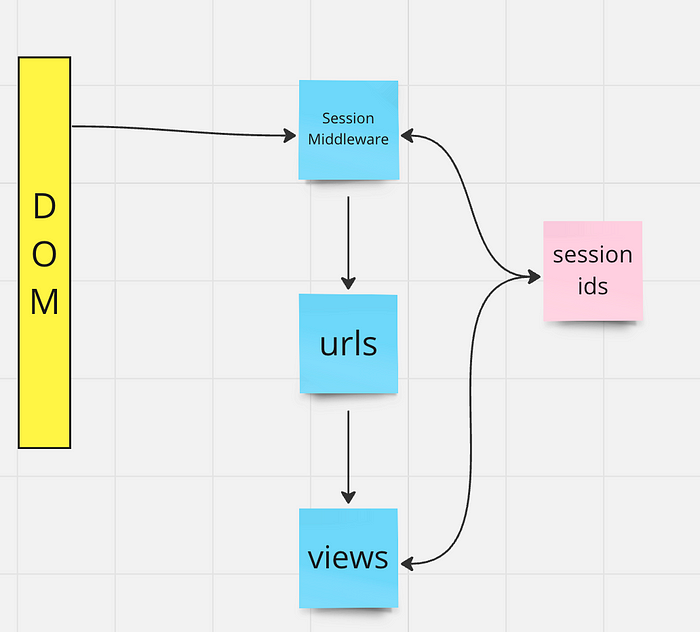 D
O
M
Session
Middleware
session
ids
urls
views